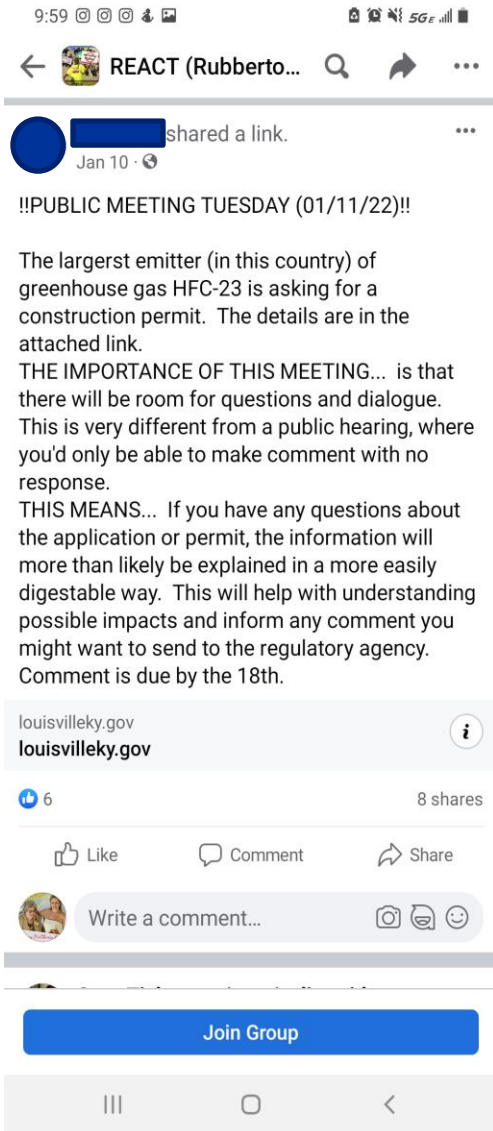 9:59
5GE
REACT (Rubberto...
shared a link.
Jan 10 ·
!!PUBLIC MEETING TUESDAY (01/11/22)!!
The largerst emitter (in this country) of
greenhouse gas HFC-23 is asking for a
construction permit. The details are in the
attached link.
THE IMPORTANCE OF THIS MEETING... is that
there will be room for questions and dialogue.
This is very different from a public hearing, where
you'd only be able to make comment with no
response.
THIS MEANS... If you have any questions about
the application or permit, the information will
more than likely be explained in a more easily
digestable way. This will help with understanding
possible impacts and inform any comment you
might want to send to the regulatory agency.
Comment is due by the 18th.
louisvilleky.gov
louisvilleky.gov
6
8 shares
Like
Comment
Share
Write a comment...
Join Group